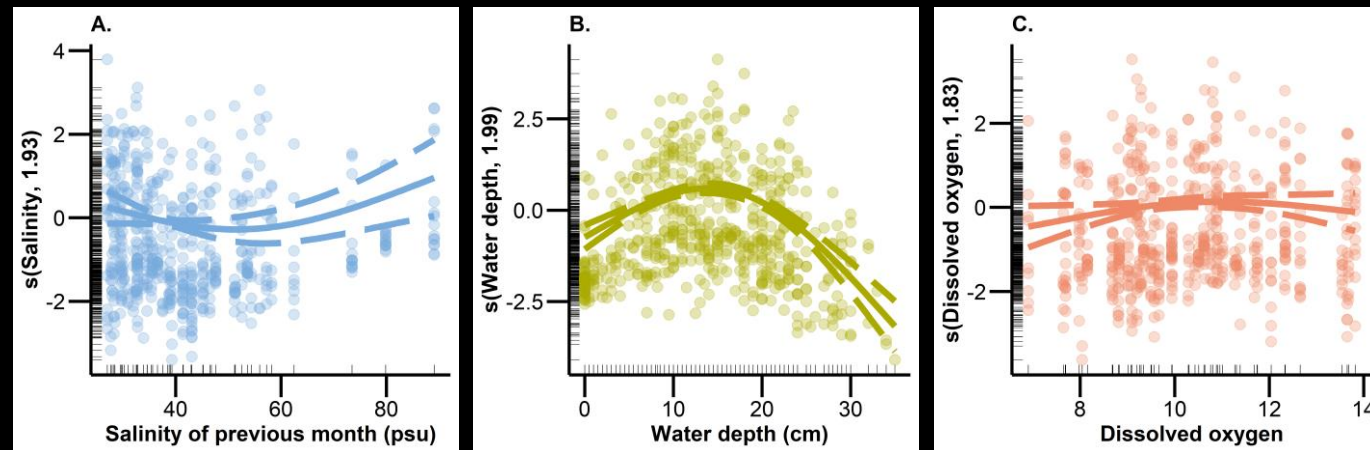 A.
s(Salinity, 1.93)
4
2
0
-2
40
60
80
Salinity of previous month (psu)
B.
s(Water depth, 1.99)
2.5
0.0
-2.5
0
10
20
30
Water depth (cm)
C.
s(Dissolved oxygen, 1.83)
2
0
-2
8
10
12
14
Dissolved oxygen